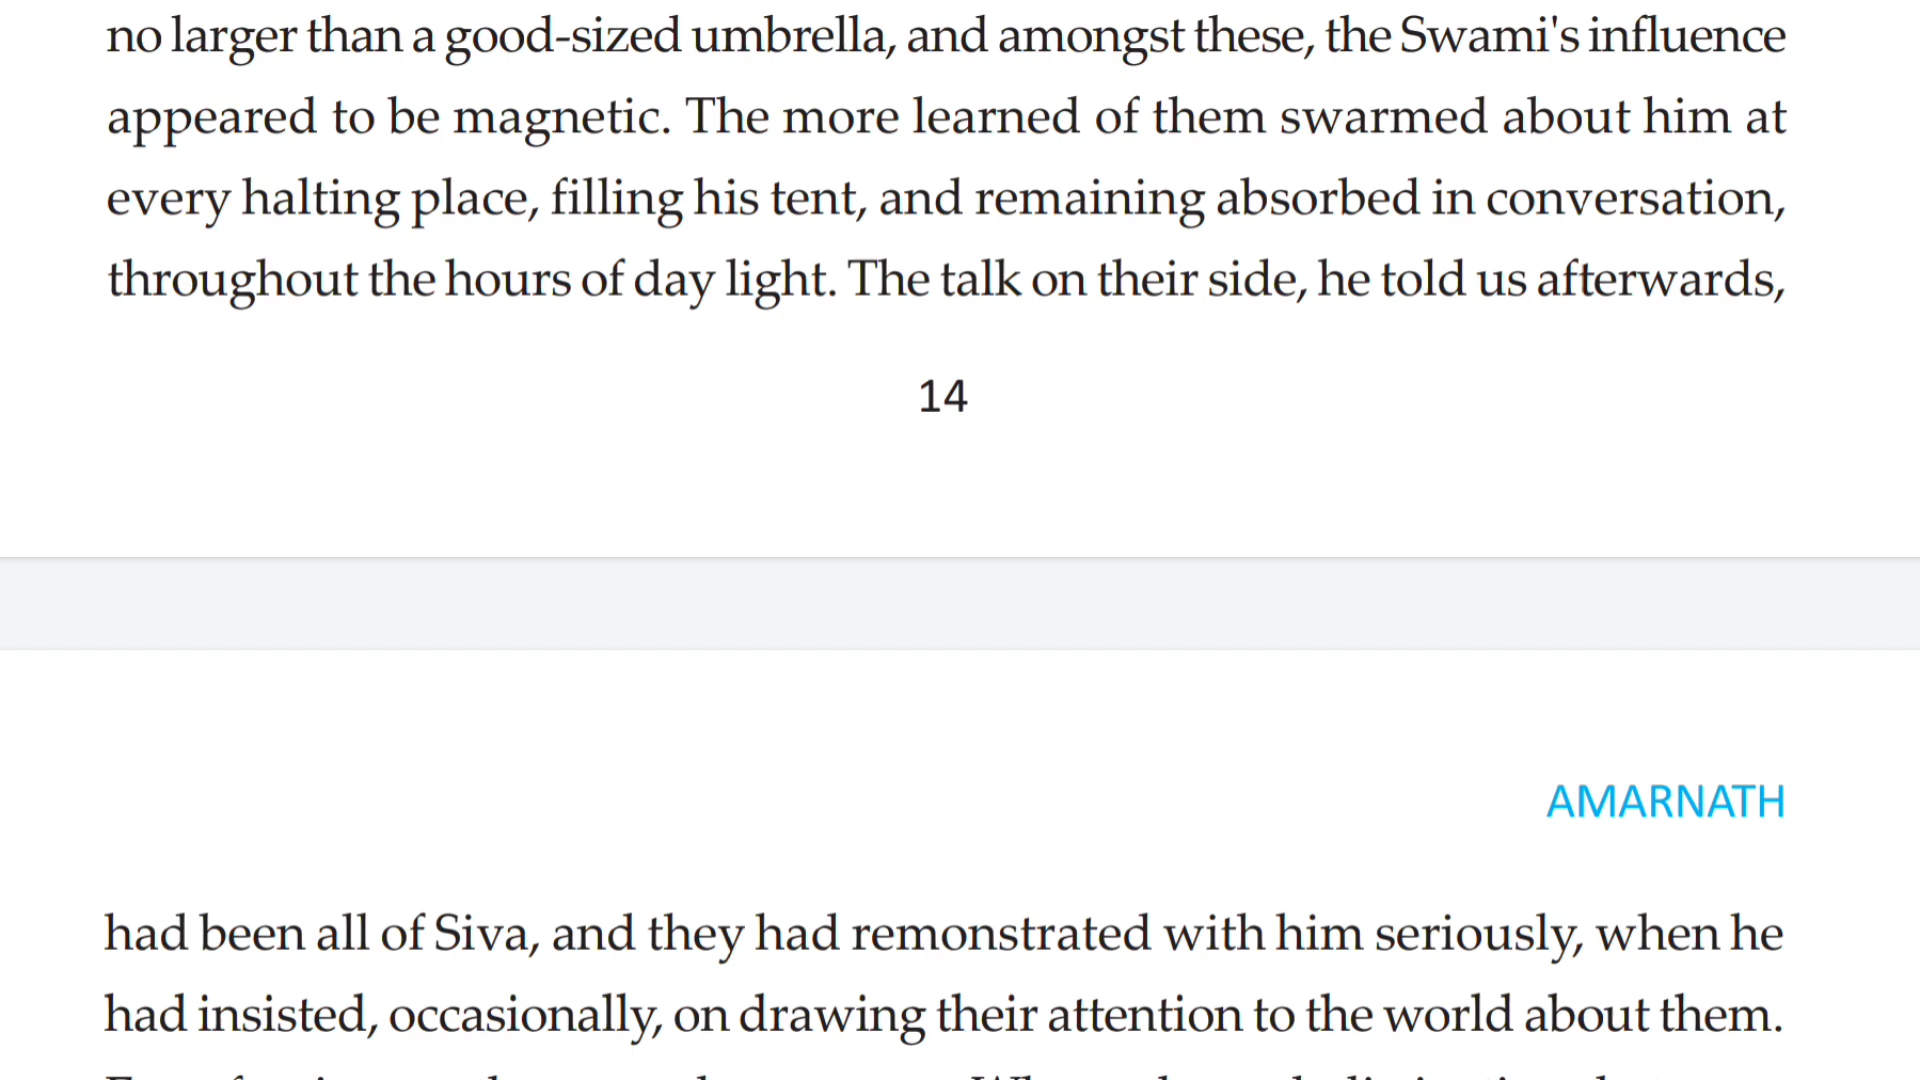 no larger than a good-sized umbrella, and amongst these, the Swami's influence
appeared to be magnetic. The more learned of them swarmed about him at
every halting place, filling his tent, and remaining absorbed in conversation,
throughout the hours of day light. The talk on their side, he told us afterwards,
14
AMARNATH
had been all of Siva, and they had remonstrated with him seriously, when he
had insisted, occasionally, on drawing their attention to the world about them.